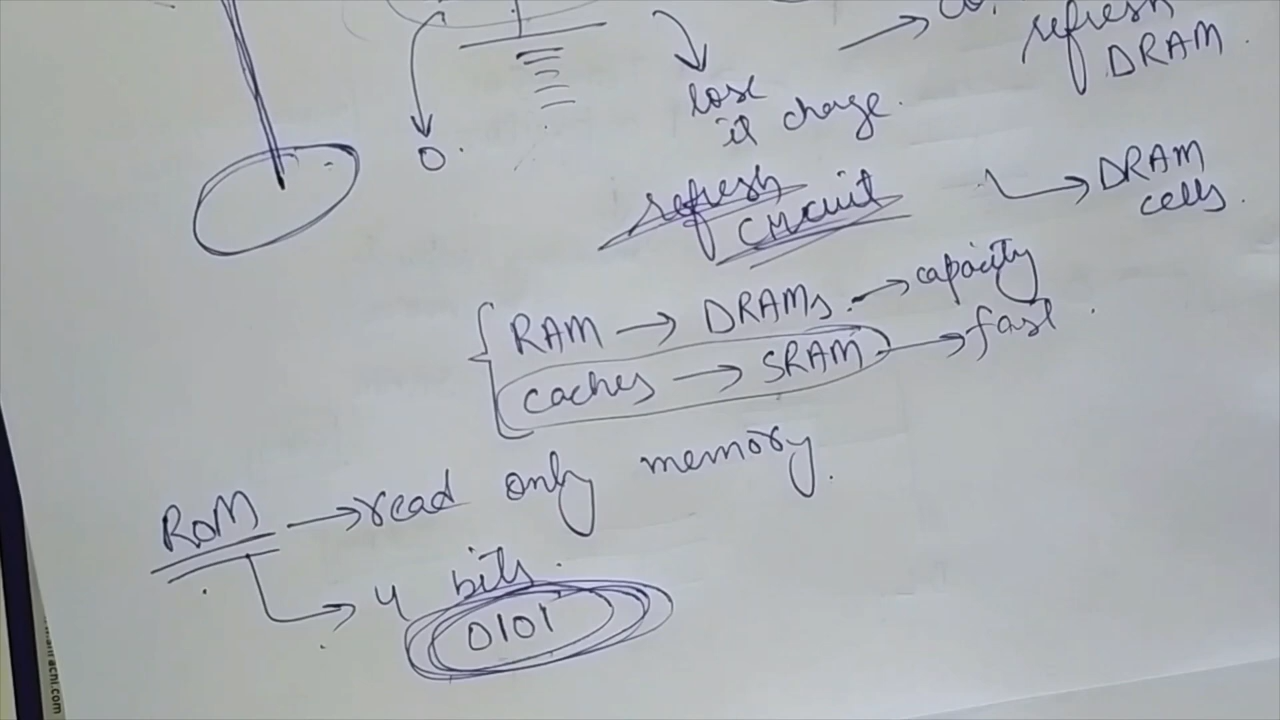 refresh
DRAM.
lose
it charge.
0.
refresh
circuit
DRAM
cells.
RAM → DRAMs. → capacity
caches → SRAM → fast
ROM → read only memory.
4 bits.
0101